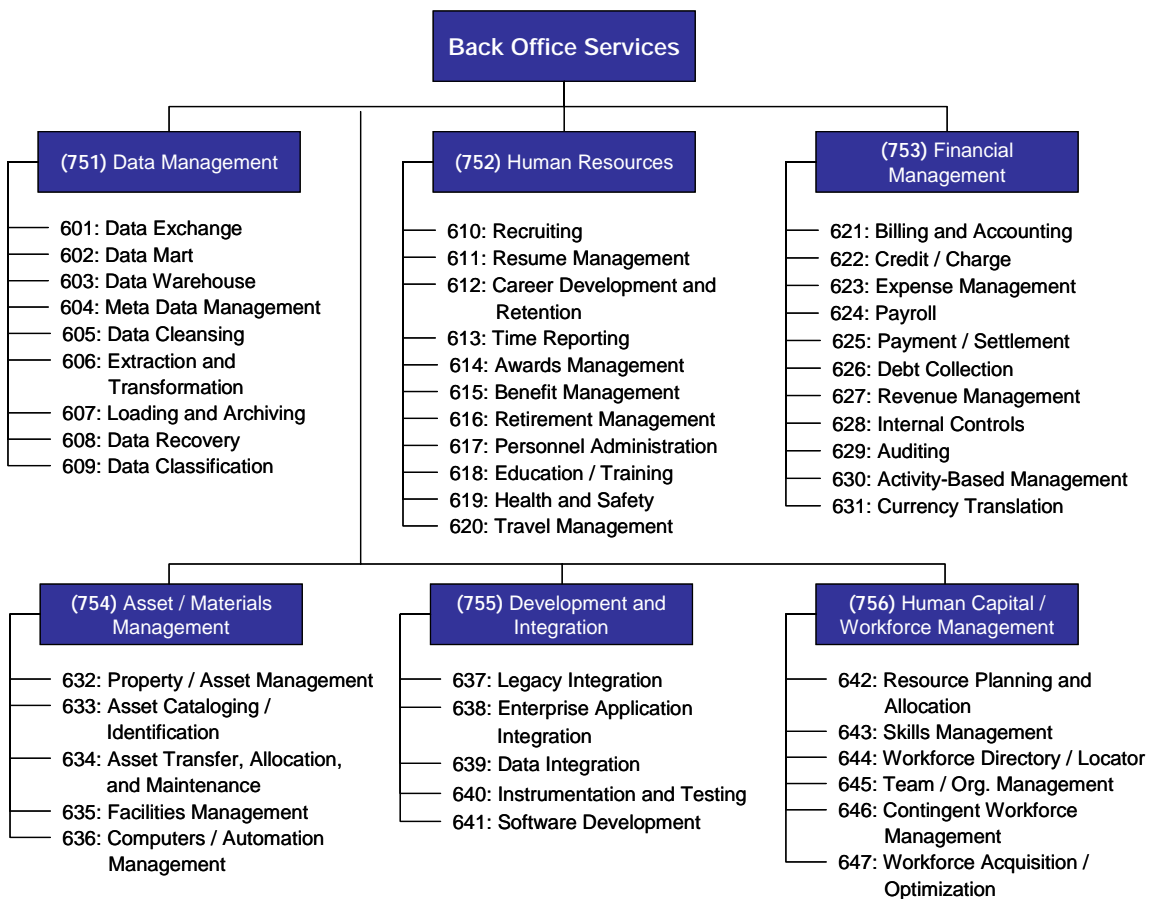 Back Office Services
(751) Data Management
601: Data Exchange
602: Data Mart
603: Data Warehouse
604: Meta Data Management
605: Data Cleansing
606: Extraction and
Transformation
607: Loading and Archiving
608: Data Recovery
609: Data Classification
(752) Human Resources
610: Recruiting
611: Resume Management
612: Career Development and
Retention
613: Time Reporting
614: Awards Management
615: Benefit Management
616: Retirement Management
617: Personnel Administration
618: Education / Training
619: Health and Safety
620: Travel Management
(753) Financial
Management
621: Billing and Accounting
622: Credit / Charge
623: Expense Management
624: Payroll
625: Payment / Settlement
626: Debt Collection
627: Revenue Management
628: Internal Controls
629: Auditing
630: Activity-Based Management
631: Currency Translation
(754) Asset / Materials
Management
632: Property / Asset Management
633: Asset Cataloging /
Identification
634: Asset Transfer, Allocation,
and Maintenance
635: Facilities Management
636: Computers / Automation
Management
(755) Development and
Integration
637: Legacy Integration
638: Enterprise Application
Integration
639: Data Integration
640: Instrumentation and Testing
641: Software Development
(756) Human Capital /
Workforce Management
642: Resource Planning and
Allocation
643: Skills Management
644: Workforce Directory / Locator
645: Team / Org. Management
646: Contingent Workforce
Management
647: Workforce Acquisition /
Optimization